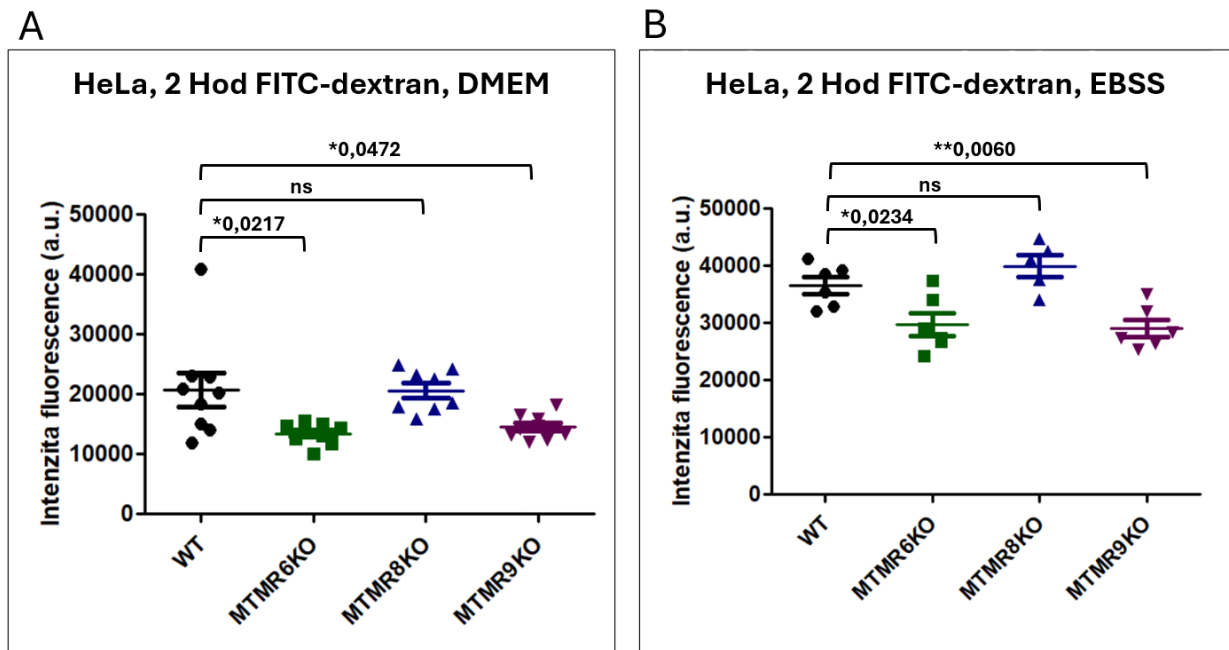 A
HeLa, 2 Hod FITC-dextran, DMEM
*0,0472
ns
*0,0217
Intenzita fluorescence (a.u.)
50000
40000
30000
20000
10000
0
WT
MTMR6KO
MTMR8KO
MTMR9KO
B
HeLa, 2 Hod FITC-dextran, EBSS
**0,0060
ns
*0,0234
Intenzita fluorescence (a.u.)
50000
40000
30000
20000
10000
0
WT
MTMR6KO
MTMR8KO
MTMR9KO